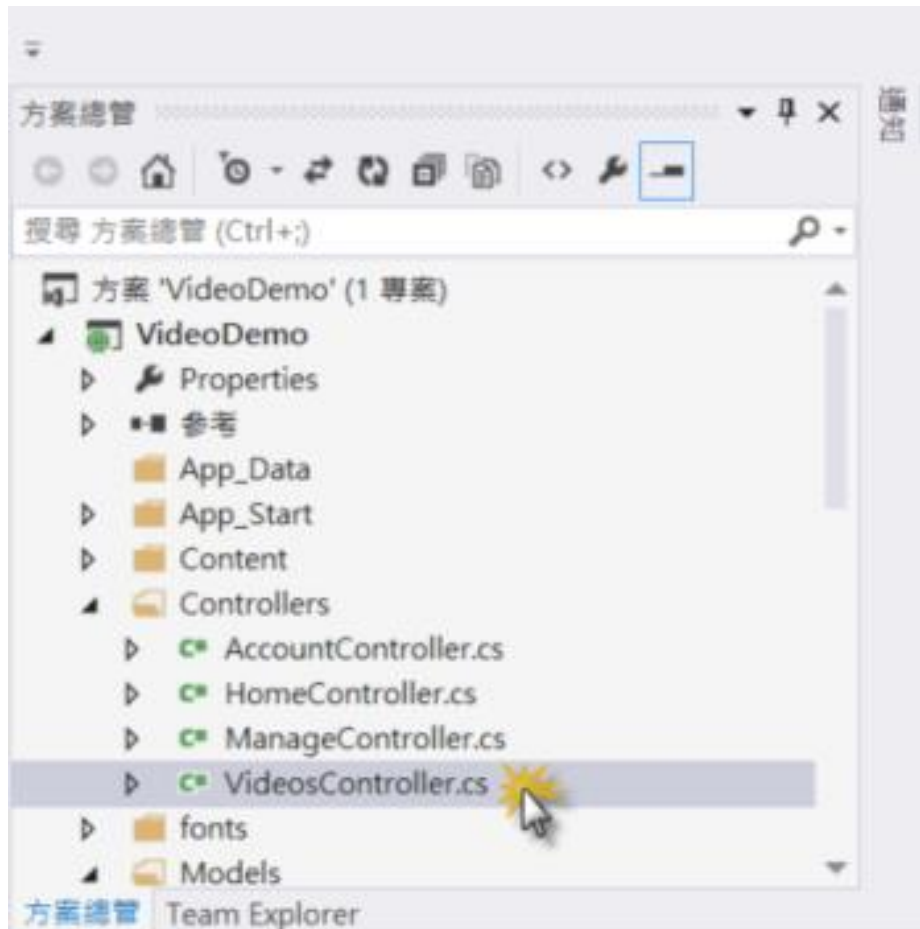 方案總管
通知
搜尋 方案總管 (Ctrl+;)
方案 'VideoDemo' (1 專案)
VideoDemo
Properties
參考
App_Data
App_Start
Content
Controllers
C# AccountController.cs
C# HomeController.cs
C# ManageController.cs
C# VideosController.cs
fonts
Models
方案總管 Team Explorer